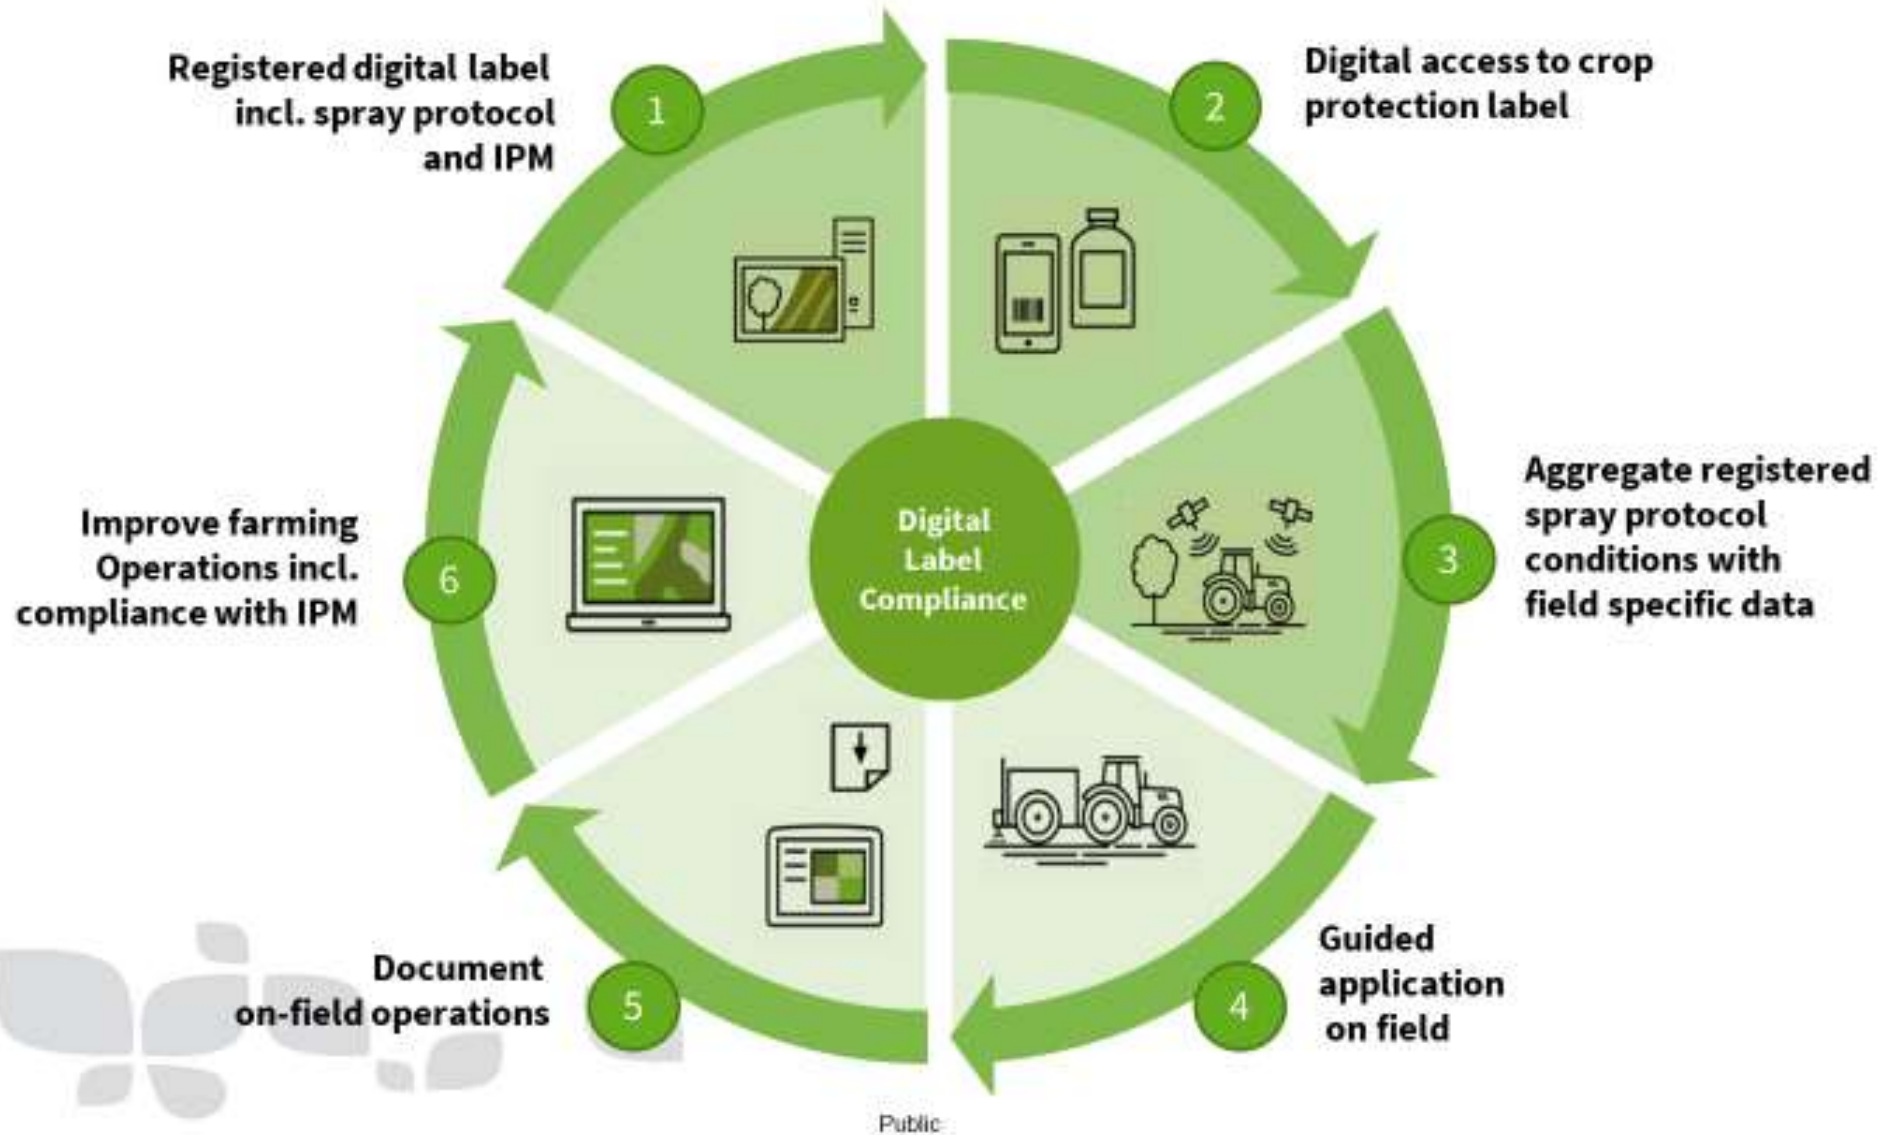 Registered digital label
incl. spray protocol
and IPM
1
2
Digital access to crop
protection label
3
Aggregate registered
spray protocol
conditions with
field specific data
4
Guided
application
on field
5
Document
on-field operations
6
Improve farming
Operations incl.
compliance with IPM
Digital
Label
Compliance
Public